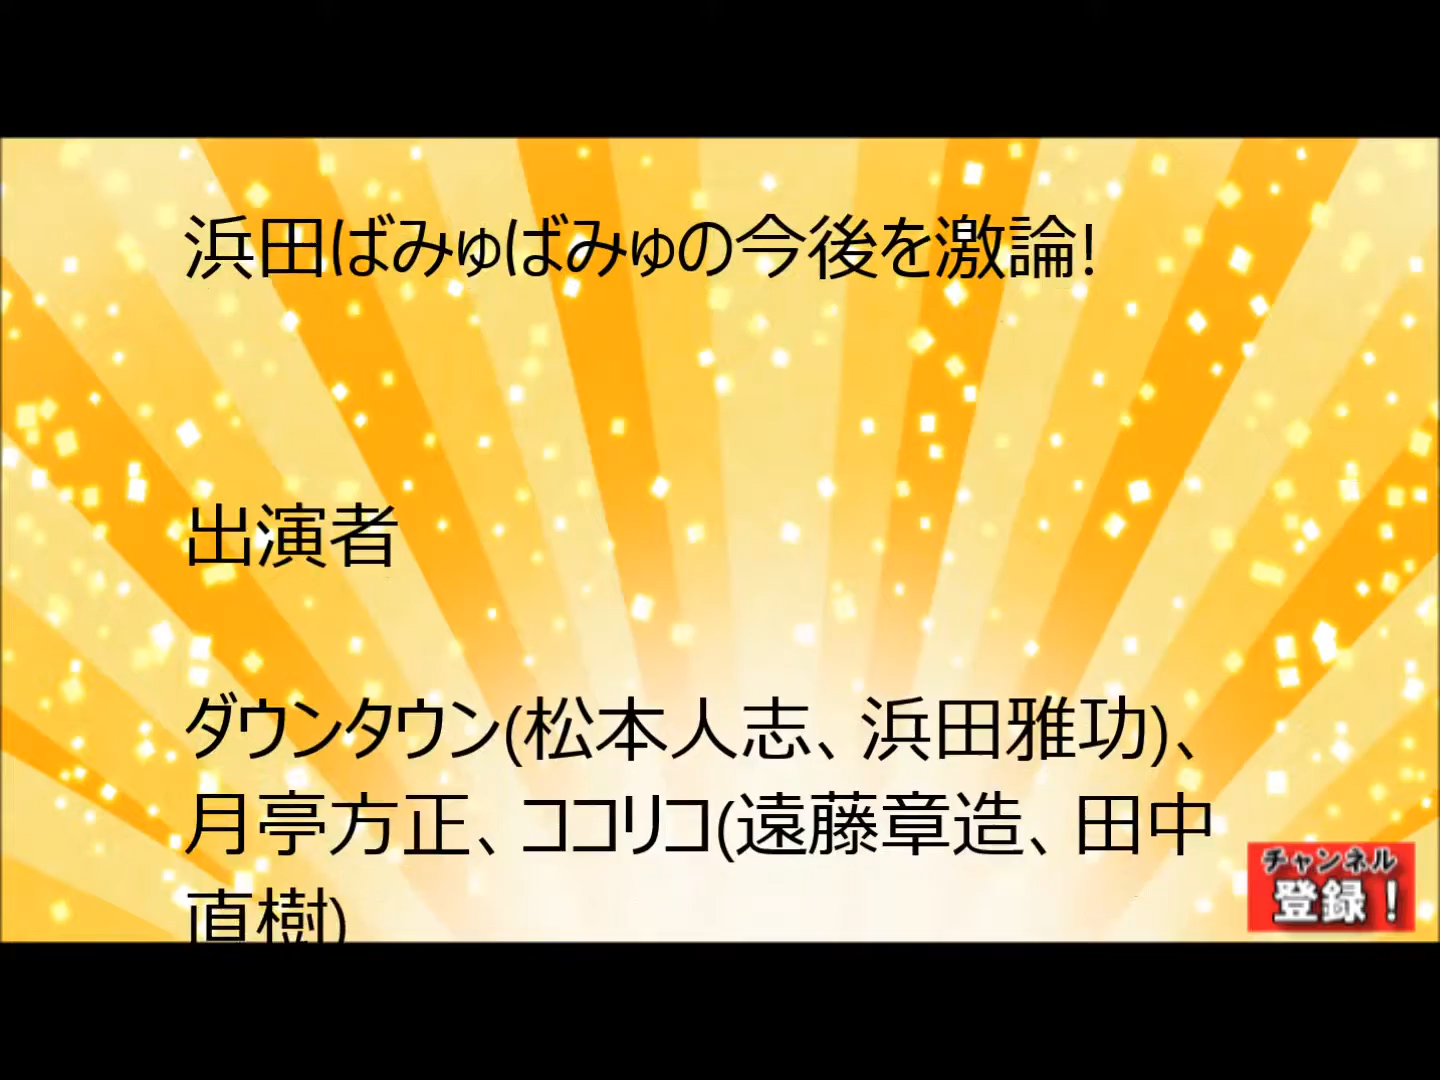 浜田ばみゅばみゅの今後を激論!
出演者
ダウンタウン(松本人志、浜田雅功)、
月亭方正、ココリコ(遠藤章造、田中
直樹)
チャンネル
登録！